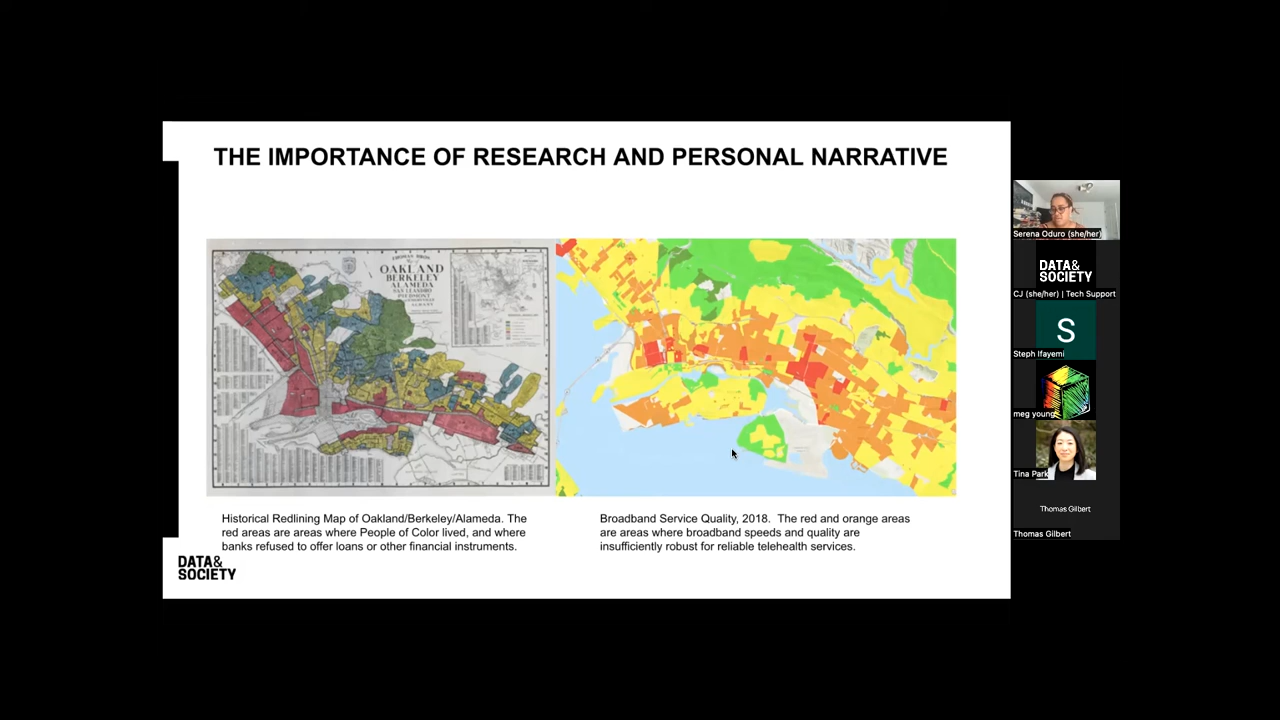 THE IMPORTANCE OF RESEARCH AND PERSONAL NARRATIVE
OAKLAND
BERKELEY
ALAMEDA
SAN LEANDRO
PIEDMONT
Historical Redlining Map of Oakland/Berkeley/Alameda. The
red areas are areas where People of Color lived, and where
banks refused to offer loans or other financial instruments.
Broadband Service Quality, 2018. The red and orange areas
are areas where broadband speeds and quality are
insufficiently robust for reliable telehealth services.
DATA&
SOCIETY
Serena Oduro (she/her)
DATA&
SOCIETY
CJ (she/her) | Tech Support
S
Steph Ifayemi
meg young
Tina Park
Thomas Gilbert
Thomas Gilbert